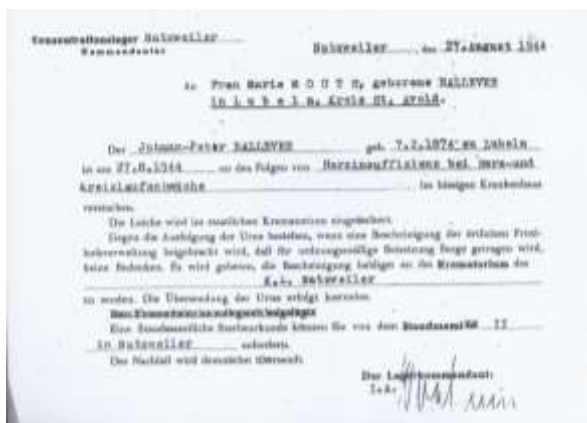 Konzentrationslager Natzweiler
Kommandantur
Natzweiler den 27. August 1944
An Frau Marie M O U T H, geborene BALLEVRE
in L u b e l n, Kreis St. Avold.
Der Johann-Peter BALLEVRE geb. 7.2.1874 zu Lubeln
ist am 27.8.1944 an den Folgen von Herzinsuffizienz bei Herz-und
Kreislaufschwäche im hiesigen Krankenhaus
verstorben.
Die Leiche wird im staatlichen Krematorium eingeäschert.
Gegen die Aushändigung der Urne bestehen, wenn eine Bescheinigung der örtlichen Fried-
hofsverwaltung beigebracht wird, daß für ordnungsmäßige Beisetzung Sorge getragen wird,
keine Bedenken. Es wird gebeten, die Bescheinigung baldigst an das Krematorium des
K.L. Natzweiler
zu senden. Die Übersendung der Urne erfolgt kostenlos.
Eine Standesamtliche Sterbeurkunde können Sie von dem Standesamt II
in Natzweiler anfordern.
Der Nachlaß wird demnächst übersandt.
Der Lagerkommandant:
I.A.